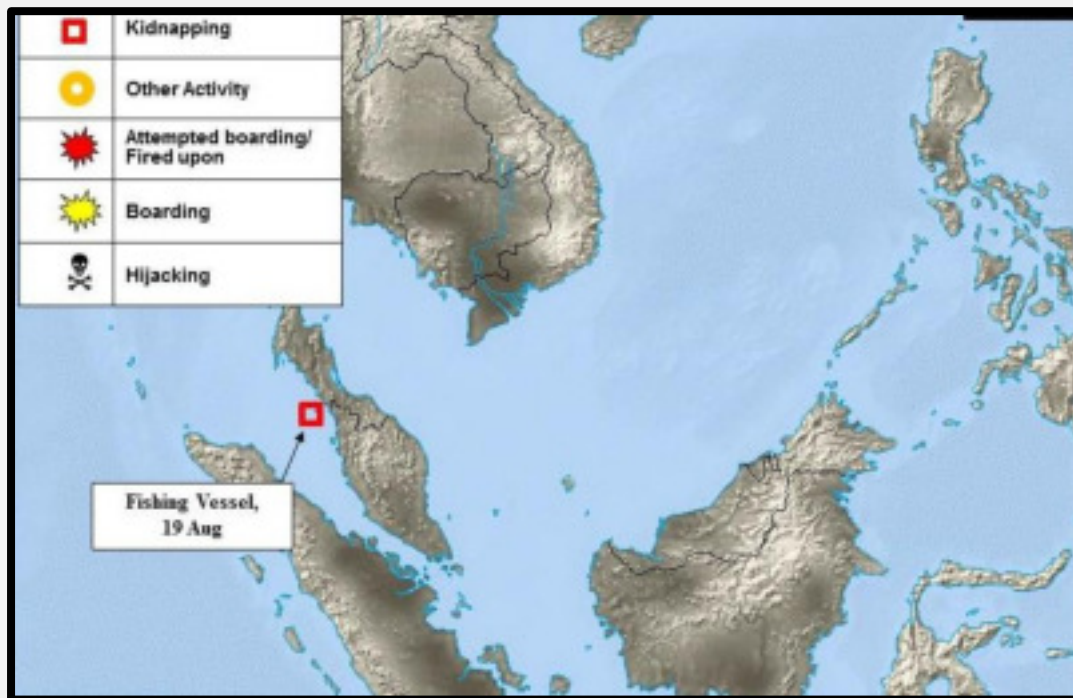 Kidnapping
Other Activity
Attempted boarding/
Fired upon
Boarding
Hijacking
Fishing Vessel,
19 Aug